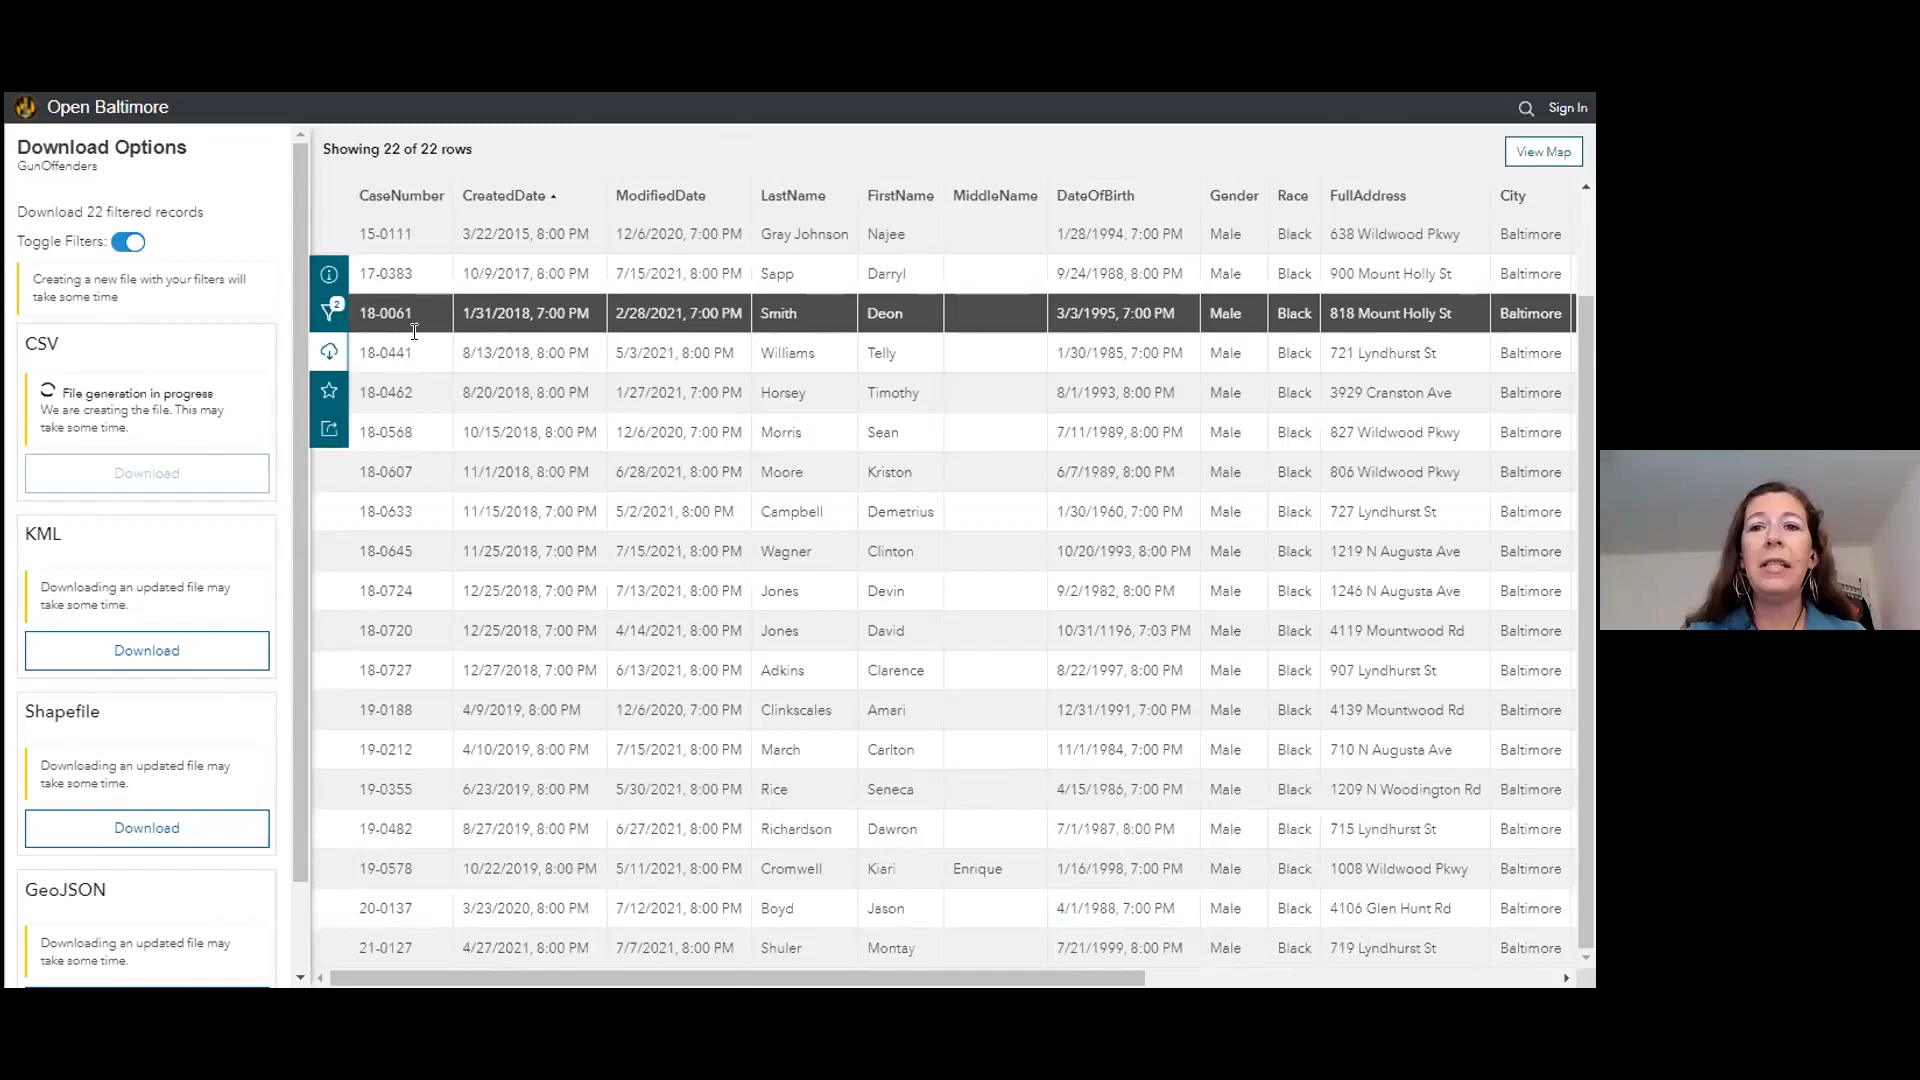 Open Baltimore
Sign In
Download Options
GunOffenders
Download 22 filtered records
Toggle Filters:
Creating a new file with your filters will
take some time
CSV
File generation in progress
We are creating the file. This may
take some time.
Download
KML
Downloading an updated file may
take some time.
Download
Shapefile
Downloading an updated file may
take some time.
Download
GeoJSON
Downloading an updated file may
take some time.
2
Showing 22 of 22 rows
View Map
CaseNumber CreatedDate ModifiedDate LastName FirstName MiddleName DateOfBirth Gender Race FullAddress City
15-0111 3/22/2015, 8:00 PM 12/6/2020, 7:00 PM Gray Johnson Najee 1/28/1994, 7:00 PM Male Black 638 Wildwood Pkwy Baltimore
17-0383 10/9/2017, 8:00 PM 7/15/2021, 8:00 PM Sapp Darryl 9/24/1988, 8:00 PM Male Black 900 Mount Holly St Baltimore
18-0061 1/31/2018, 7:00 PM 2/28/2021, 7:00 PM Smith Deon 3/3/1995, 7:00 PM Male Black 818 Mount Holly St Baltimore
18-0441 8/13/2018, 8:00 PM 5/3/2021, 8:00 PM Williams Telly 1/30/1985, 7:00 PM Male Black 721 Lyndhurst St Baltimore
18-0462 8/20/2018, 8:00 PM 1/27/2021, 7:00 PM Horsey Timothy 8/1/1993, 8:00 PM Male Black 3929 Cranston Ave Baltimore
18-0568 10/15/2018, 8:00 PM 12/6/2020, 7:00 PM Morris Sean 7/11/1989, 8:00 PM Male Black 827 Wildwood Pkwy Baltimore
18-0607 11/1/2018, 8:00 PM 6/28/2021, 8:00 PM Moore Kriston 6/7/1989, 8:00 PM Male Black 806 Wildwood Pkwy Baltimore
18-0633 11/15/2018, 7:00 PM 5/2/2021, 8:00 PM Campbell Demetrius 1/30/1960, 7:00 PM Male Black 727 Lyndhurst St Baltimore
18-0645 11/25/2018, 7:00 PM 7/15/2021, 8:00 PM Wagner Clinton 10/20/1993, 8:00 PM Male Black 1219 N Augusta Ave Baltimore
18-0724 12/25/2018, 7:00 PM 7/13/2021, 8:00 PM Jones Devin 9/2/1982, 8:00 PM Male Black 1246 N Augusta Ave Baltimore
18-0720 12/25/2018, 7:00 PM 4/14/2021, 8:00 PM Jones David 10/31/1196, 7:03 PM Male Black 4119 Mountwood Rd Baltimore
18-0727 12/27/2018, 7:00 PM 6/13/2021, 8:00 PM Adkins Clarence 8/22/1997, 8:00 PM Male Black 907 Lyndhurst St Baltimore
19-0188 4/9/2019, 8:00 PM 12/6/2020, 7:00 PM Clinkscales Amari 12/31/1991, 7:00 PM Male Black 4139 Mountwood Rd Baltimore
19-0212 4/10/2019, 8:00 PM 7/15/2021, 8:00 PM March Carlton 11/1/1984, 7:00 PM Male Black 710 N Augusta Ave Baltimore
19-0355 6/23/2019, 8:00 PM 5/30/2021, 8:00 PM Rice Seneca 4/15/1986, 7:00 PM Male Black 1209 N Woodington Rd Baltimore
19-0482 8/27/2019, 8:00 PM 6/27/2021, 8:00 PM Richardson Dawron 7/1/1987, 8:00 PM Male Black 715 Lyndhurst St Baltimore
19-0578 10/22/2019, 8:00 PM 5/11/2021, 8:00 PM Cromwell Kiari Enrique 1/16/1998, 7:00 PM Male Black 1008 Wildwood Pkwy Baltimore
20-0137 3/23/2020, 8:00 PM 7/12/2021, 8:00 PM Boyd Jason 4/1/1988, 7:00 PM Male Black 4106 Glen Hunt Rd Baltimore
21-0127 4/27/2021, 8:00 PM 7/7/2021, 8:00 PM Shuler Montay 7/21/1999, 8:00 PM Male Black 719 Lyndhurst St Baltimore